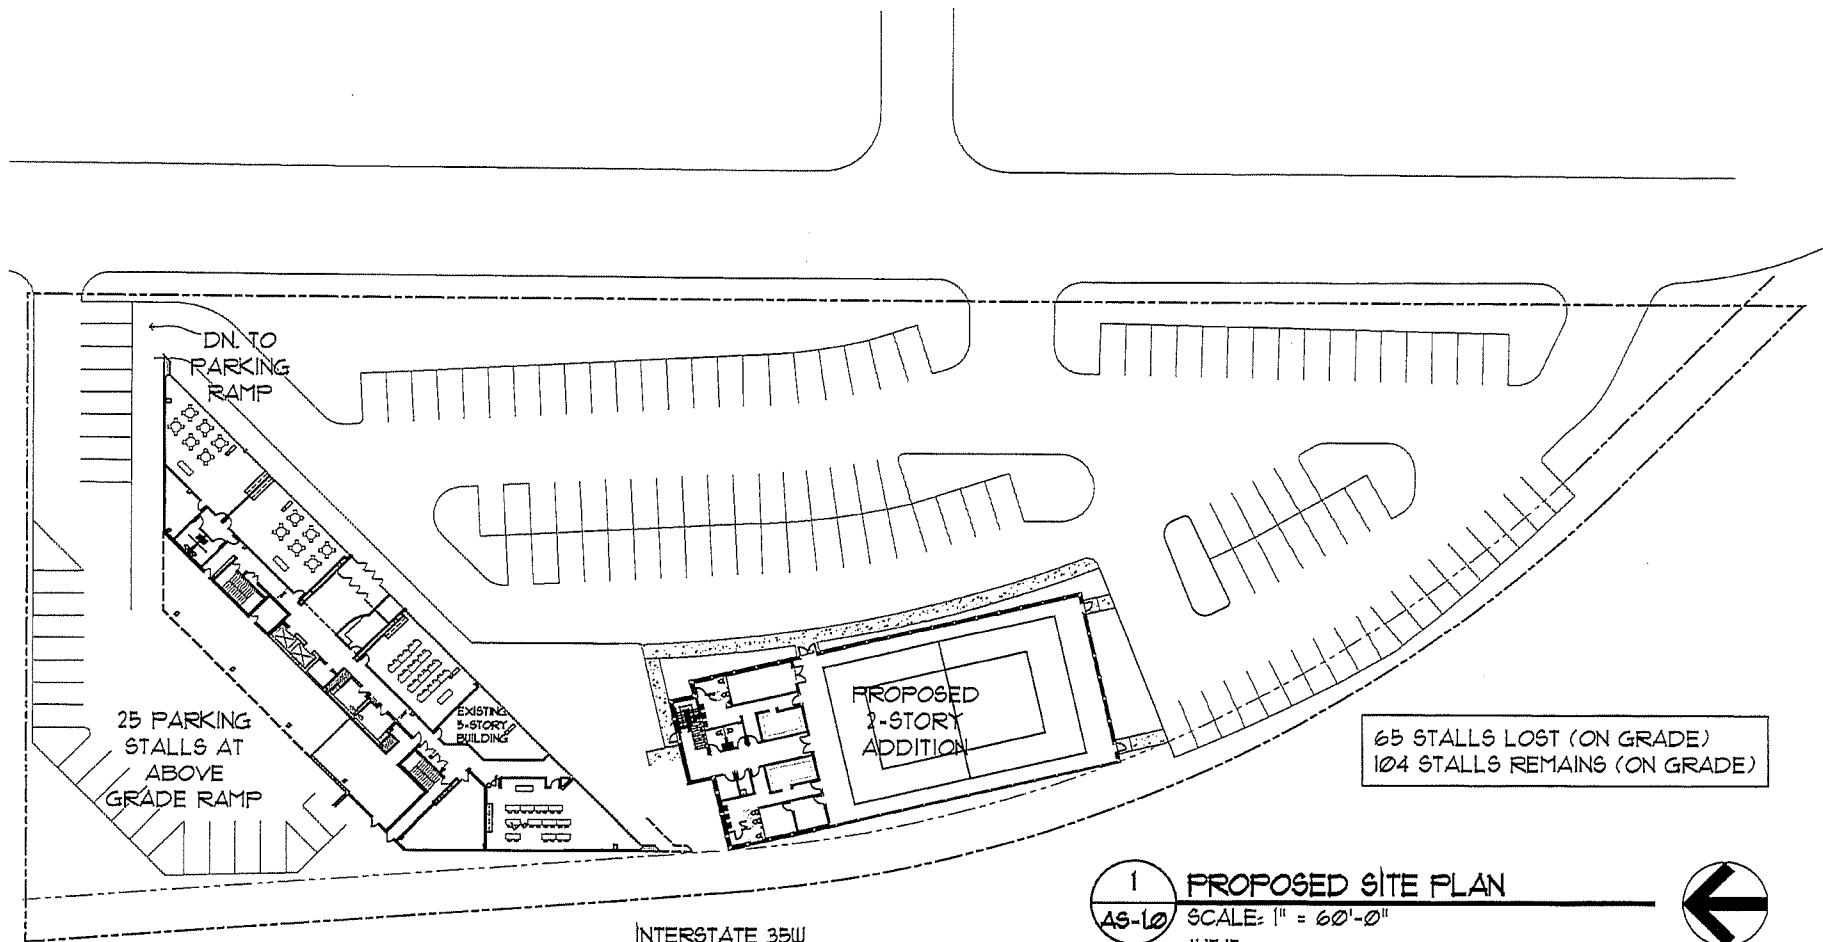 DN. TO
PARKING
RAMP
25 PARKING
STALLS AT
ABOVE
GRADE RAMP
EXISTING
5-STORY
BUILDING
PROPOSED
2-STORY
ADDITION
65 STALLS LOST (ON GRADE)
104 STALLS REMAINS (ON GRADE)
1
AS-1.0
PROPOSED SITE PLAN
SCALE: 1" = 60'-0"
INTERSTATE 35W